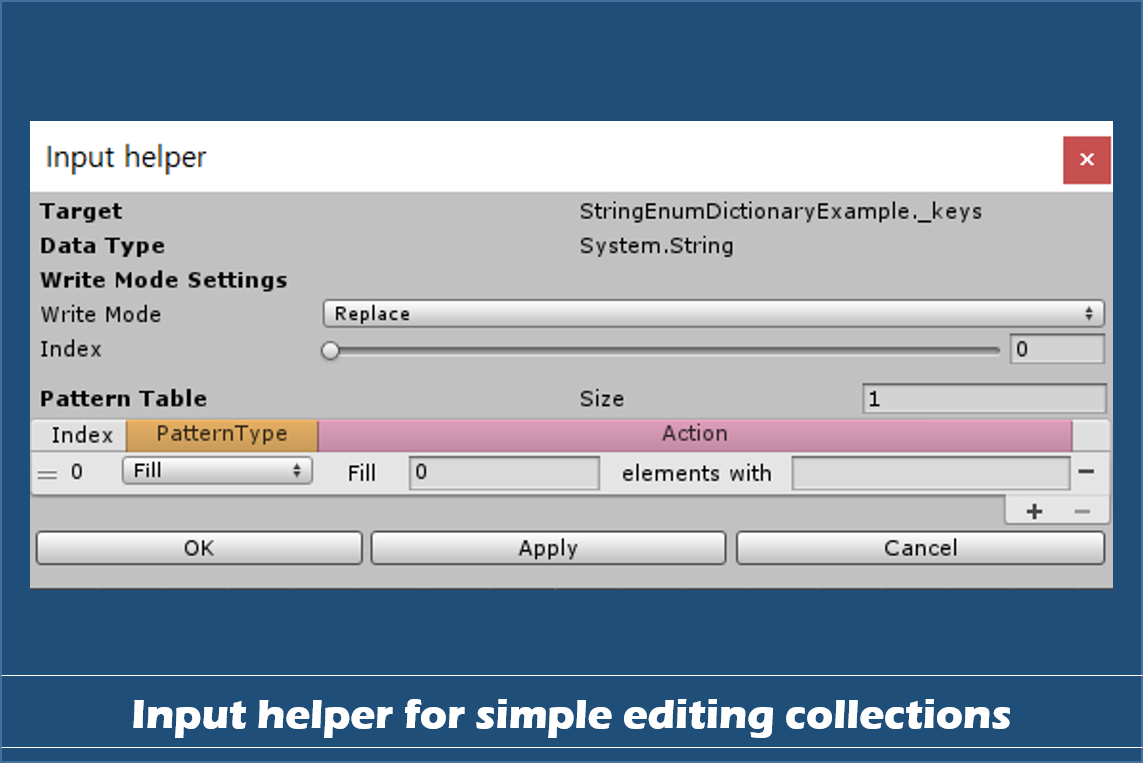 Input helper
Target StringEnumDictionaryExample._keys
Data Type System.String
Write Mode Settings
Write Mode Replace
Index 0
Pattern Table Size 1
Index PatternType Action
0 Fill Fill 0 elements with
OK Apply Cancel
Input helper for simple editing collections